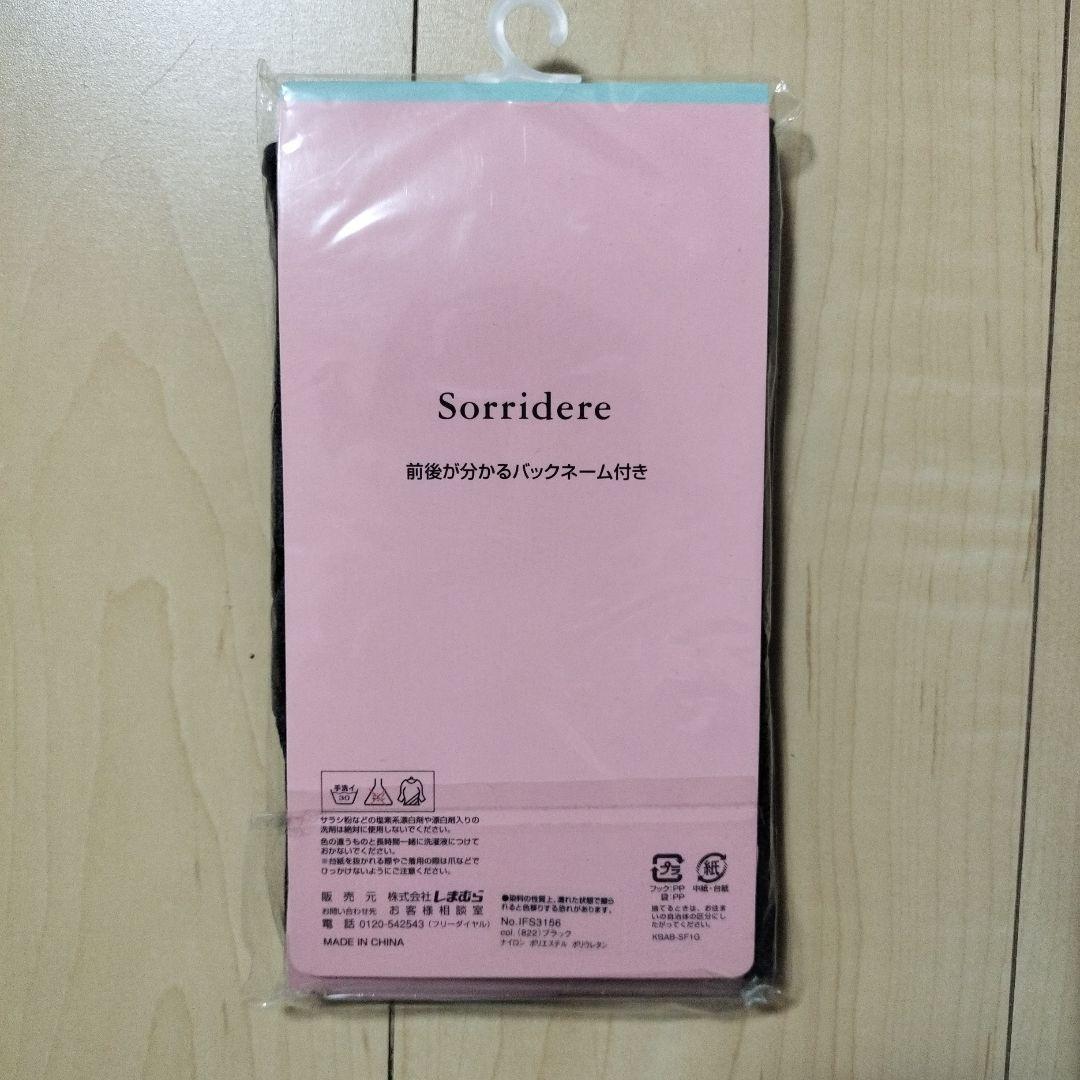 Sorridere
前後が分かるバックネーム付き
手洗イ
30
サラシ粉などの塩素系漂白剤や漂白剤入りの
洗剤は絶対に使用しないでください。
色の違うものと長時間一緒に洗濯液につけて
おかないでください。
※台紙を抜かれる際やご着用の際は爪などで
ひっかけないようにご注意ください。
販売元 株式会社しまむら
お問い合わせ先 お客様相談室
電話 0120-542543 (フリーダイヤル)
MADE IN CHINA
●染料の性質上、濡れた状態で擦ら
れると色移りする恐れがあります。
No.IFS3156
col. (822)ブラック
ナイロン ポリエステル ポリウレタン
プラ
フック:PP
袋:PP
紙
中紙・台紙
捨てるときは、お住ま
いの自治体の区分にし
たがってください。
KSAB-SF1G